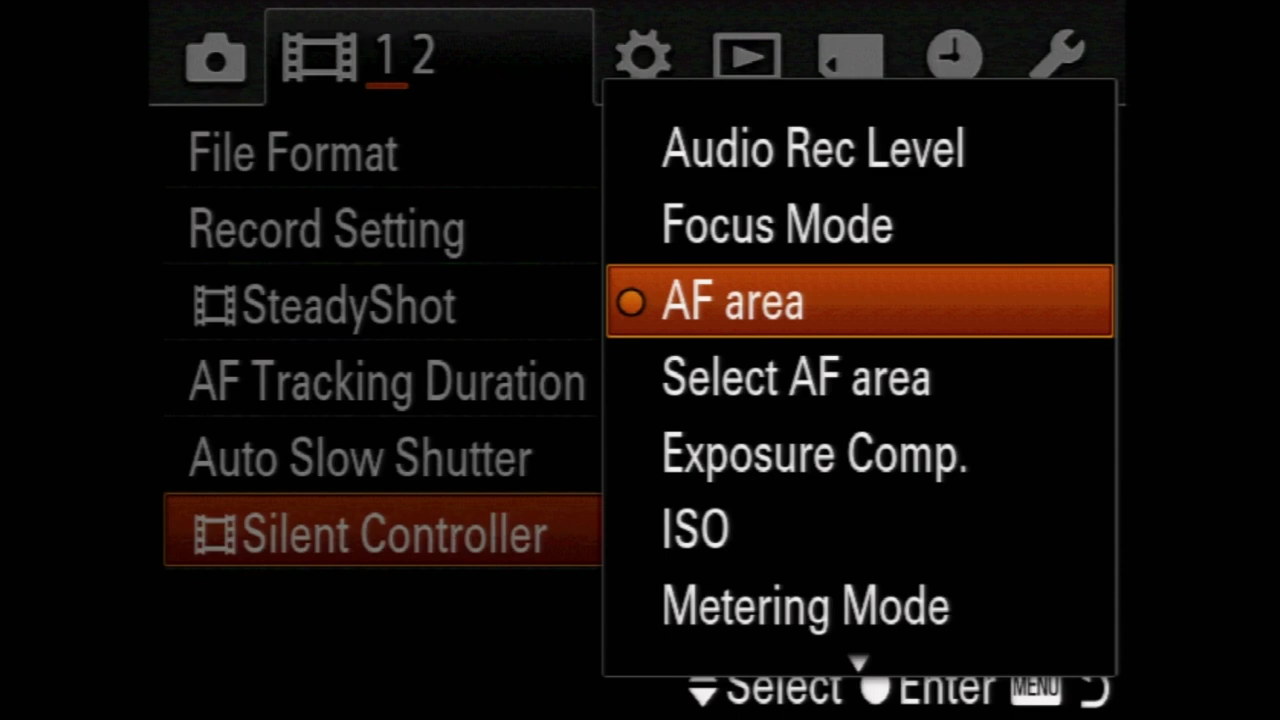 1 2
File Format
Record Setting
SteadyShot
AF Tracking Duration
Auto Slow Shutter
Silent Controller
Audio Rec Level
Focus Mode
AF area
Select AF area
Exposure Comp.
ISO
Metering Mode
Select Enter MENU